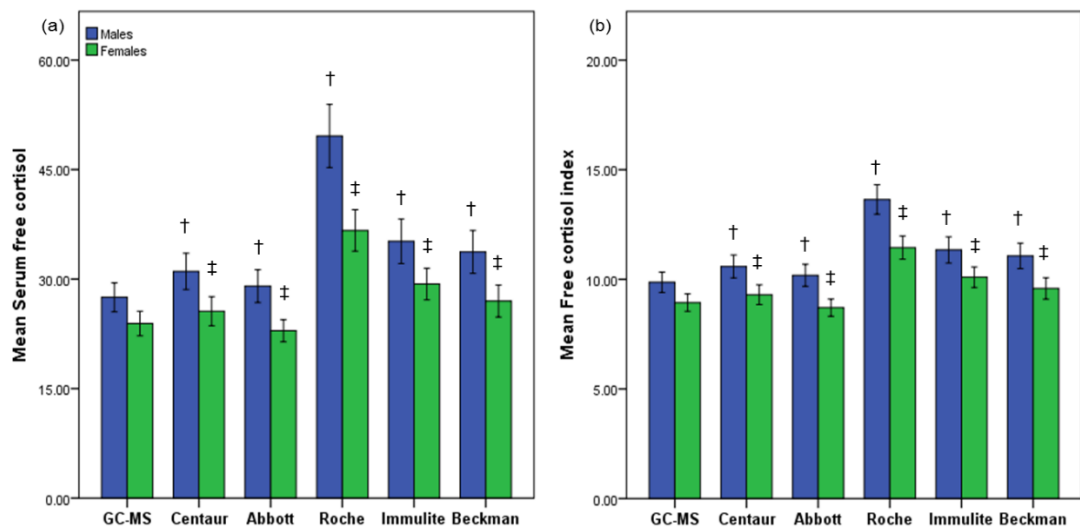 (a)
Males
Females
Mean Serum free cortisol
60.00
45.00
30.00
15.00
0.00
† ‡ † ‡ † ‡ † ‡ † ‡
GC-MS Centaur Abbott Roche Immulite Beckman
(b)
Mean Free cortisol index
20.00
15.00
10.00
5.00
0.00
† ‡ † ‡ † ‡ † ‡ † ‡
GC-MS Centaur Abbott Roche Immulite Beckman